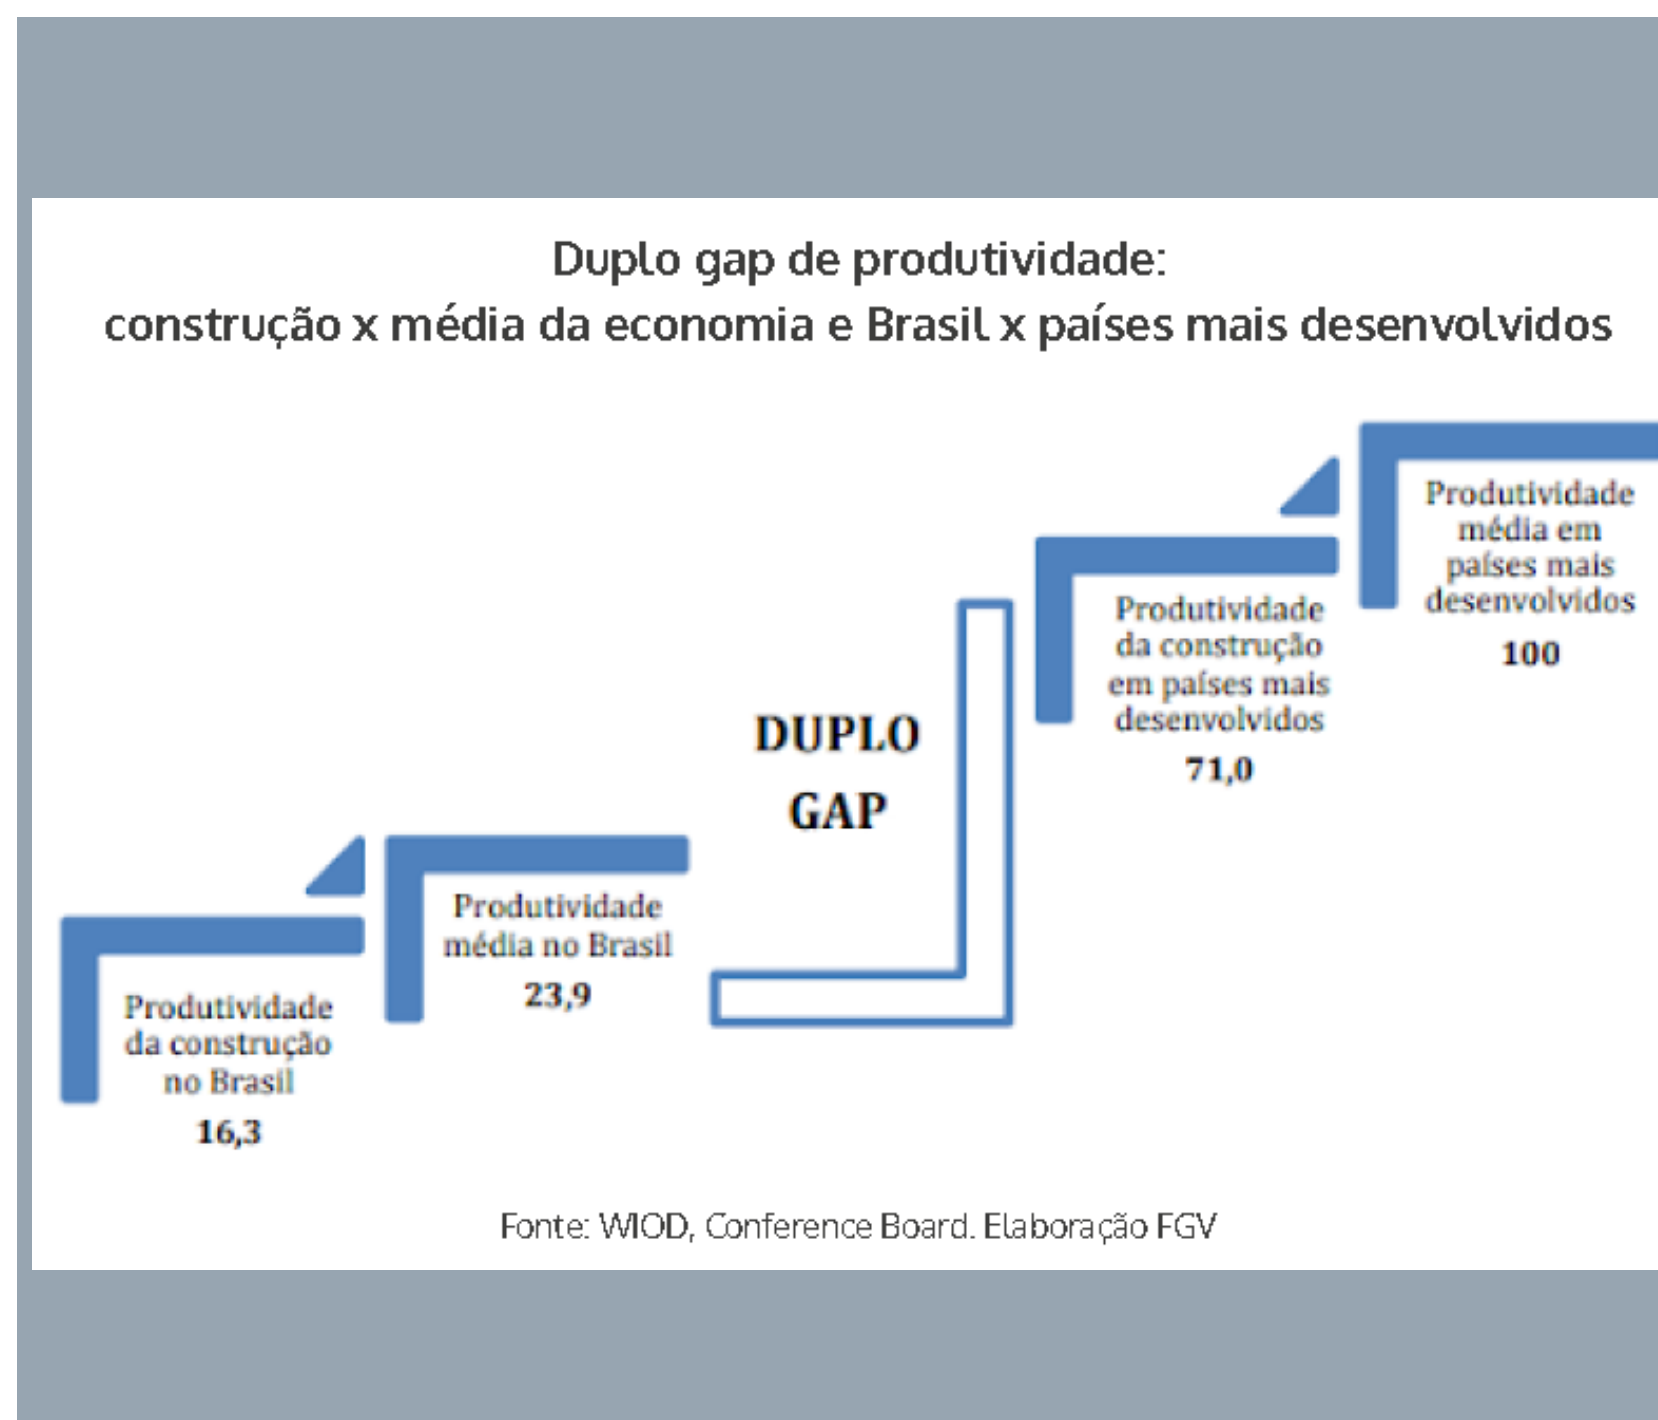 Duplo gap de produtividade:
construção x média da economia e Brasil x países mais desenvolvidos
Produtividade
da construção
no Brasil
16,3
Produtividade
média no Brasil
23,9
DUPLO
GAP
Produtividade
da construção
em países mais
desenvolvidos
71,0
Produtividade
média em
países mais
desenvolvidos
100
Fonte: WIOD, Conference Board. Elaboração FGV